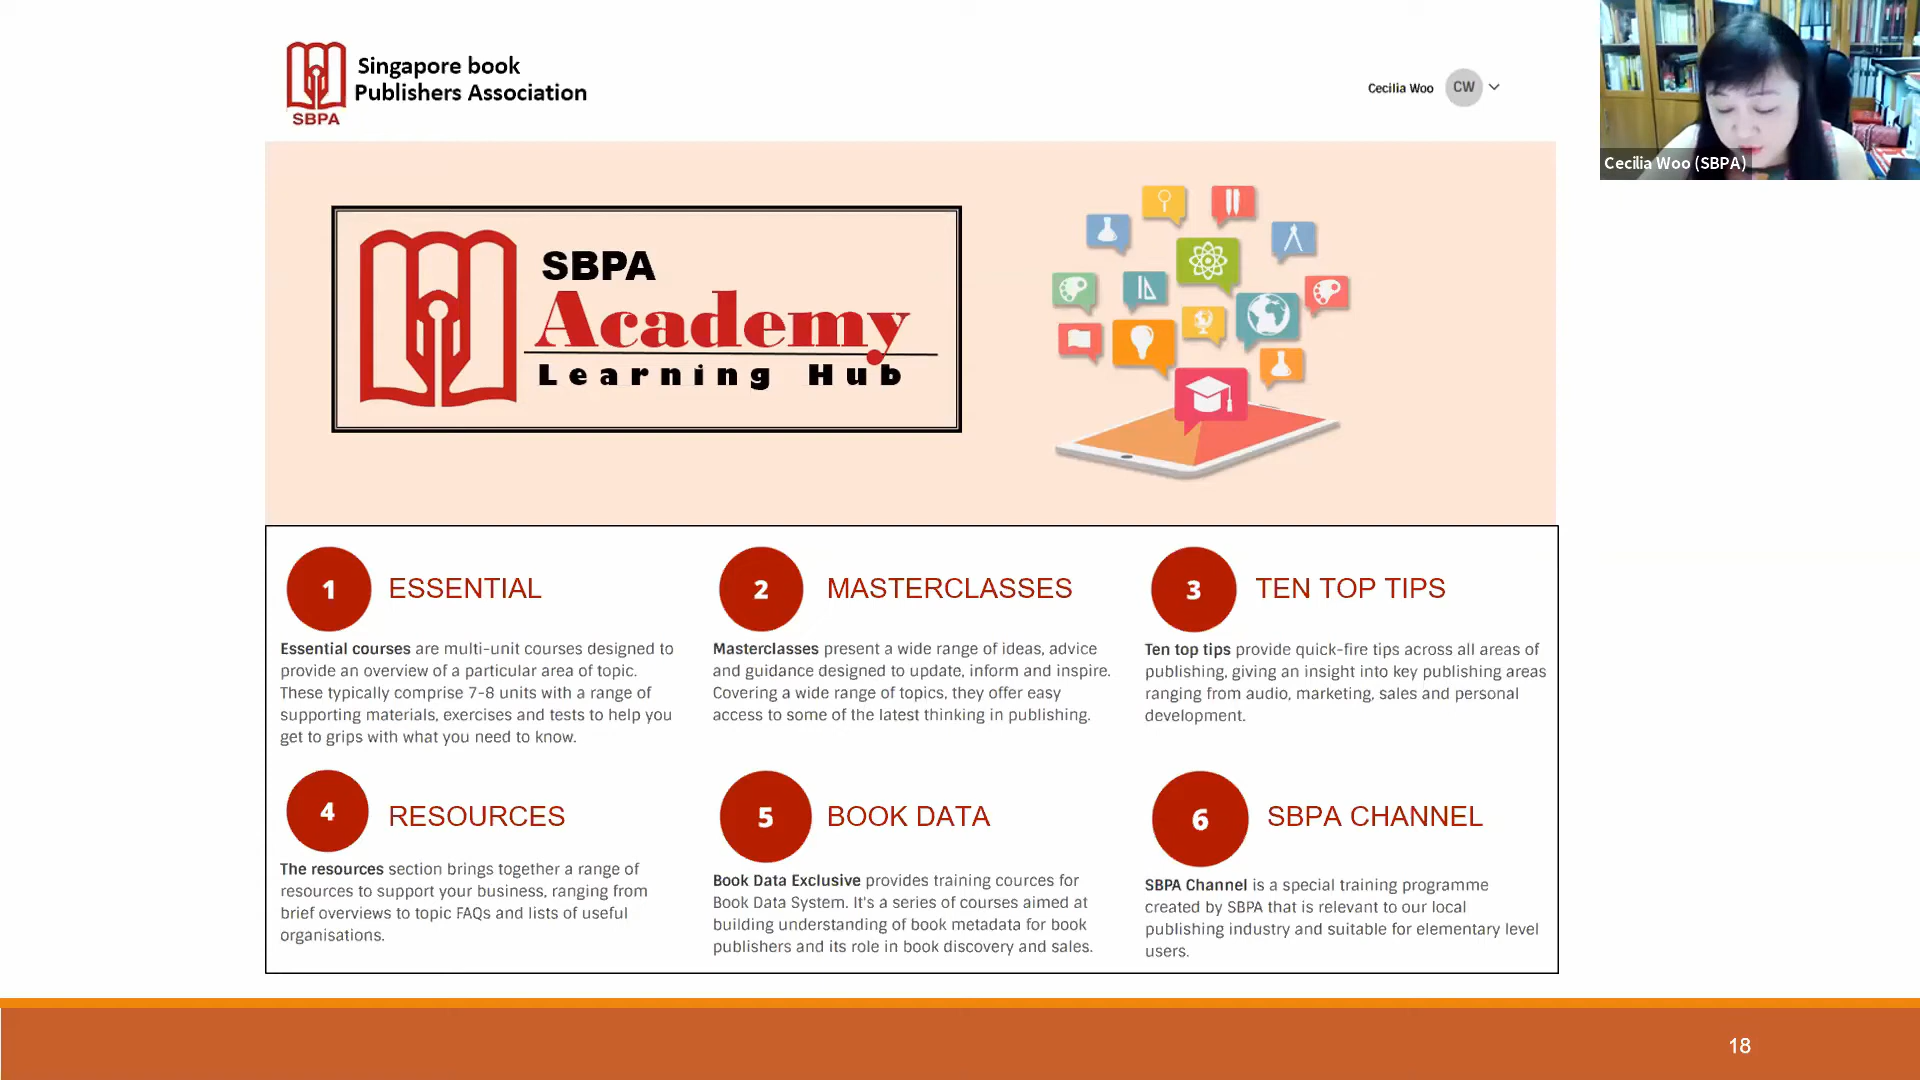 Singapore book
Publishers Association
SBPA
Cecilia Woo CW
Cecilia Woo (SBPA)
SBPA
Academy
Learning Hub
1 ESSENTIAL
Essential courses are multi-unit courses designed to
provide an overview of a particular area of topic.
These typically comprise 7-8 units with a range of
supporting materials, exercises and tests to help you
get to grips with what you need to know.
2 MASTERCLASSES
Masterclasses present a wide range of ideas, advice
and guidance designed to update, inform and inspire.
Covering a wide range of topics, they offer easy
access to some of the latest thinking in publishing.
3 TEN TOP TIPS
Ten top tips provide quick-fire tips across all areas of
publishing, giving an insight into key publishing areas
ranging from audio, marketing, sales and personal
development.
4 RESOURCES
The resources section brings together a range of
resources to support your business, ranging from
brief overviews to topic FAQs and lists of useful
organisations.
5 BOOK DATA
Book Data Exclusive provides training cources for
Book Data System. It's a series of courses aimed at
building understanding of book metadata for book
publishers and its role in book discovery and sales.
6 SBPA CHANNEL
SBPA Channel is a special training programme
created by SBPA that is relevant to our local
publishing industry and suitable for elementary level
users.
18